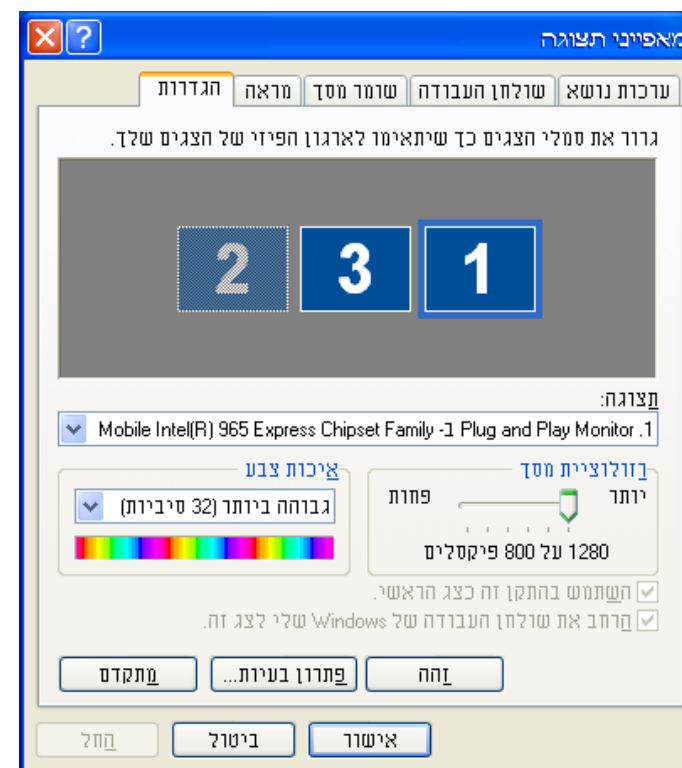 מאפייני תצוגה
ערכות נושא שולחן העבודה שומר מסך מראה הגדרות
גרור את סמלי הצגים כך שיתאימו לארגון הפיזי של הצגים שלך.
1 3 2
תצוגה:
1. Plug and Play Monitor ב- Mobile Intel(R) 965 Express Chipset Family
רזולוציית מסך איכות צבע
יותר פחות גבוהה ביותר (32 סיביות)
1280 על 800 פיקסלים
השתמש בהתקן זה כצג הראשי.
הרחב את שולחן העבודה של Windows שלי לצג זה.
זהה פתרון בעיות... מתקדם
אישור ביטול החל